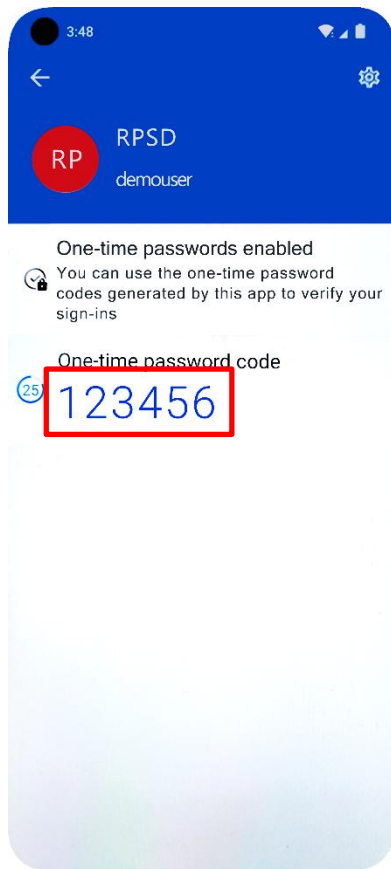 3:48
RP
RPSD
demouser
One-time passwords enabled
You can use the one-time password
codes generated by this app to verify your
sign-ins
One-time password code
25
123456